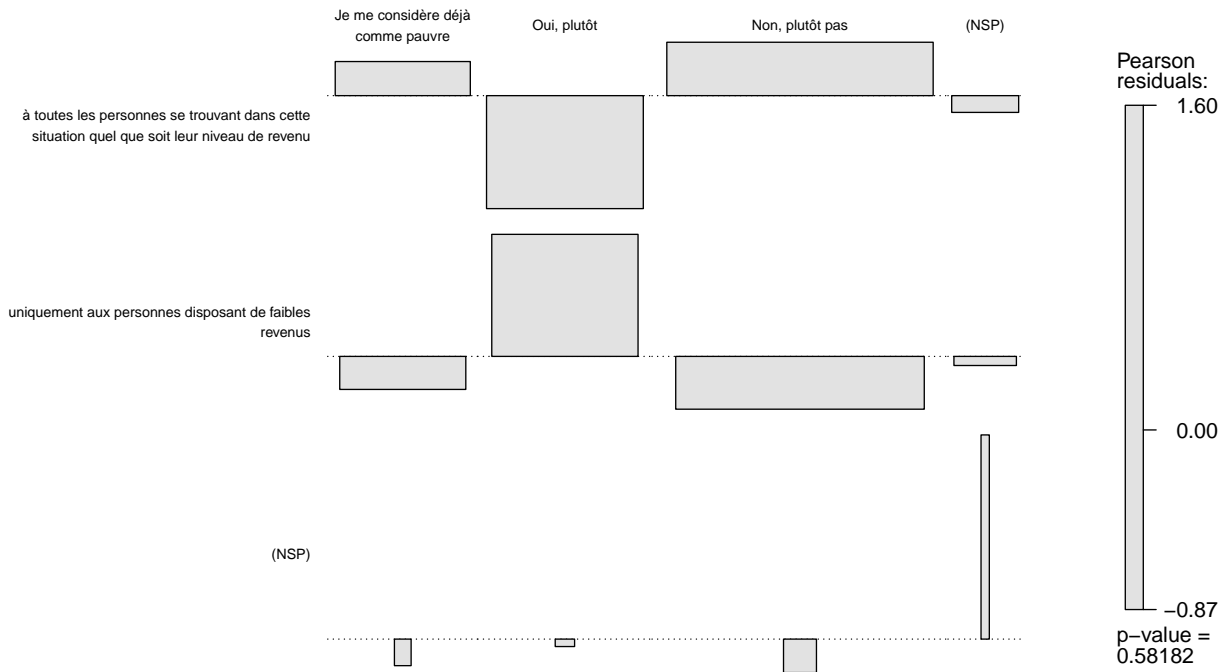 Je me considère déjà
comme pauvre
Oui, plutôt
Non, plutôt pas
(NSP)
à toutes les personnes se trouvant dans cette
situation quel que soit leur niveau de revenu
uniquement aux personnes disposant de faibles
revenus
(NSP)
Pearson
residuals:
1.60
0.00
−0.87
p−value =
0.58182